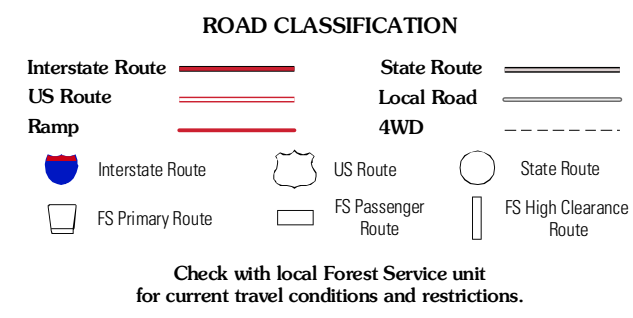 ROAD CLASSIFICATION
Interstate Route
State Route
US Route
Local Road
Ramp
4WD
Interstate Route
US Route
State Route
FS Primary Route
FS Passenger
Route
FS High Clearance
Route
Check with local Forest Service unit
for current travel conditions and restrictions.